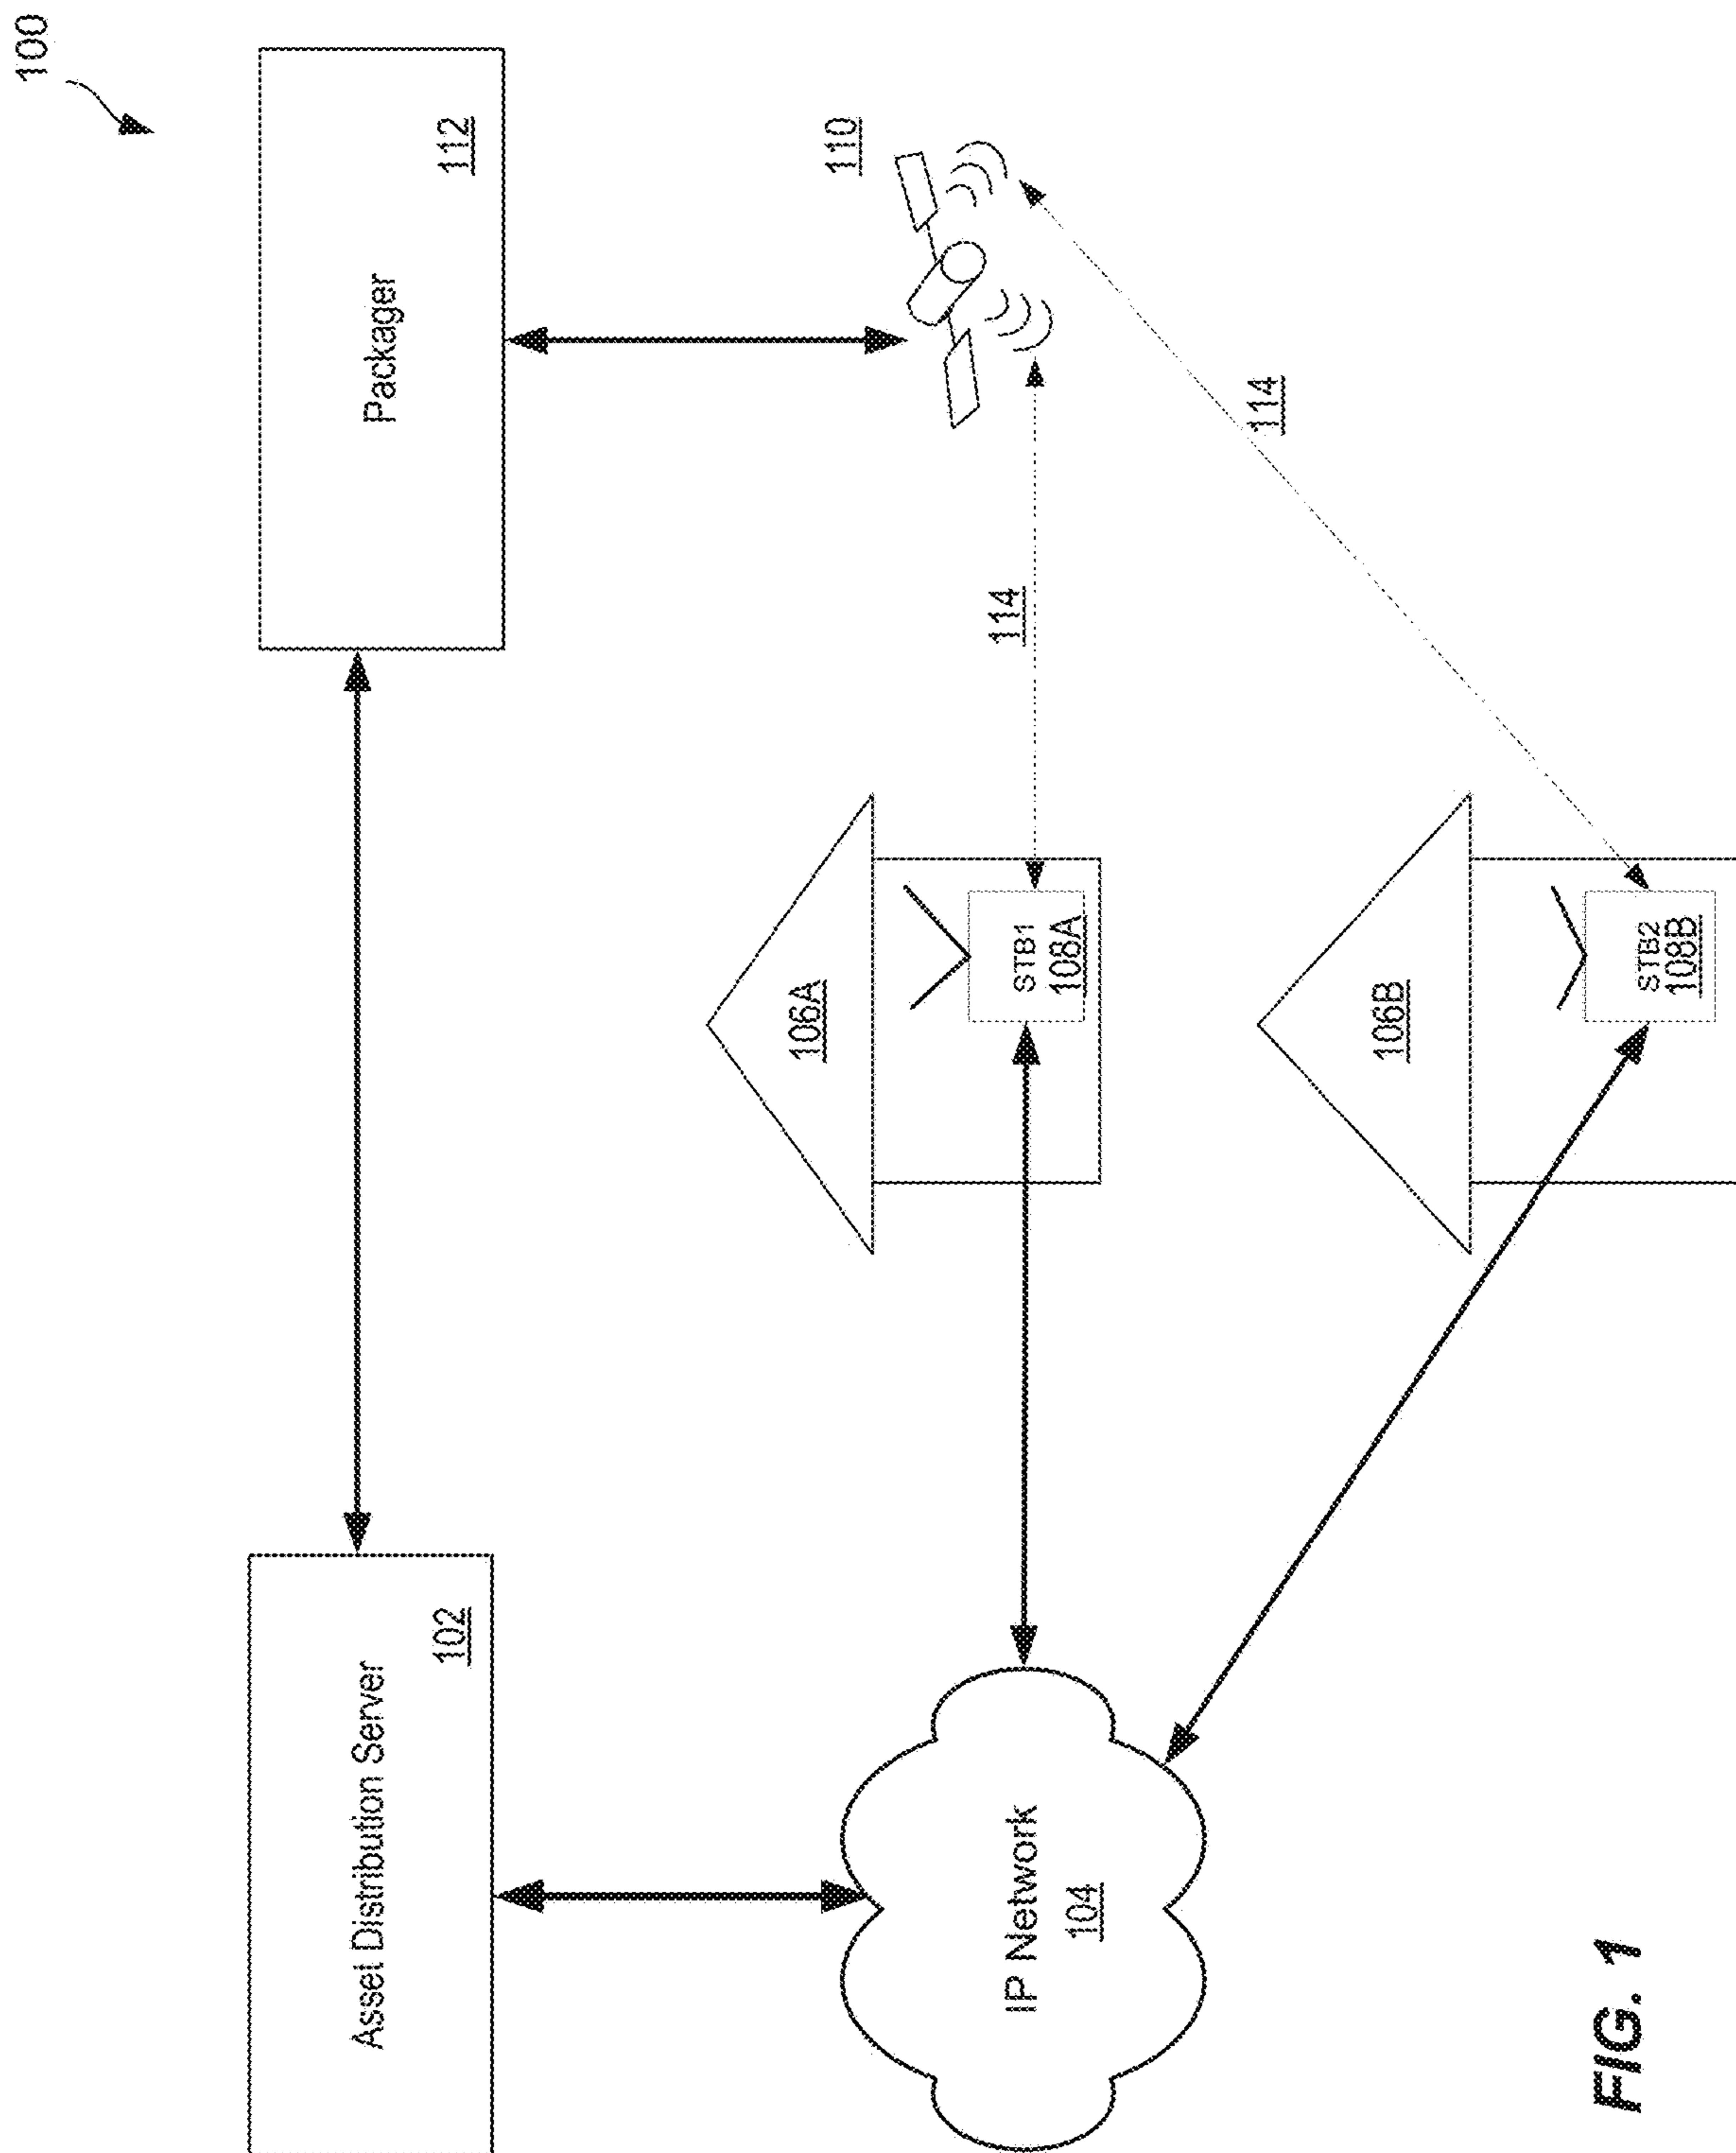 100
Asset Distribution Server
102
Packager
112
110
114
106A
STB1
108A
IP Network
104
114
106B
STB2
108B
FIG. 1